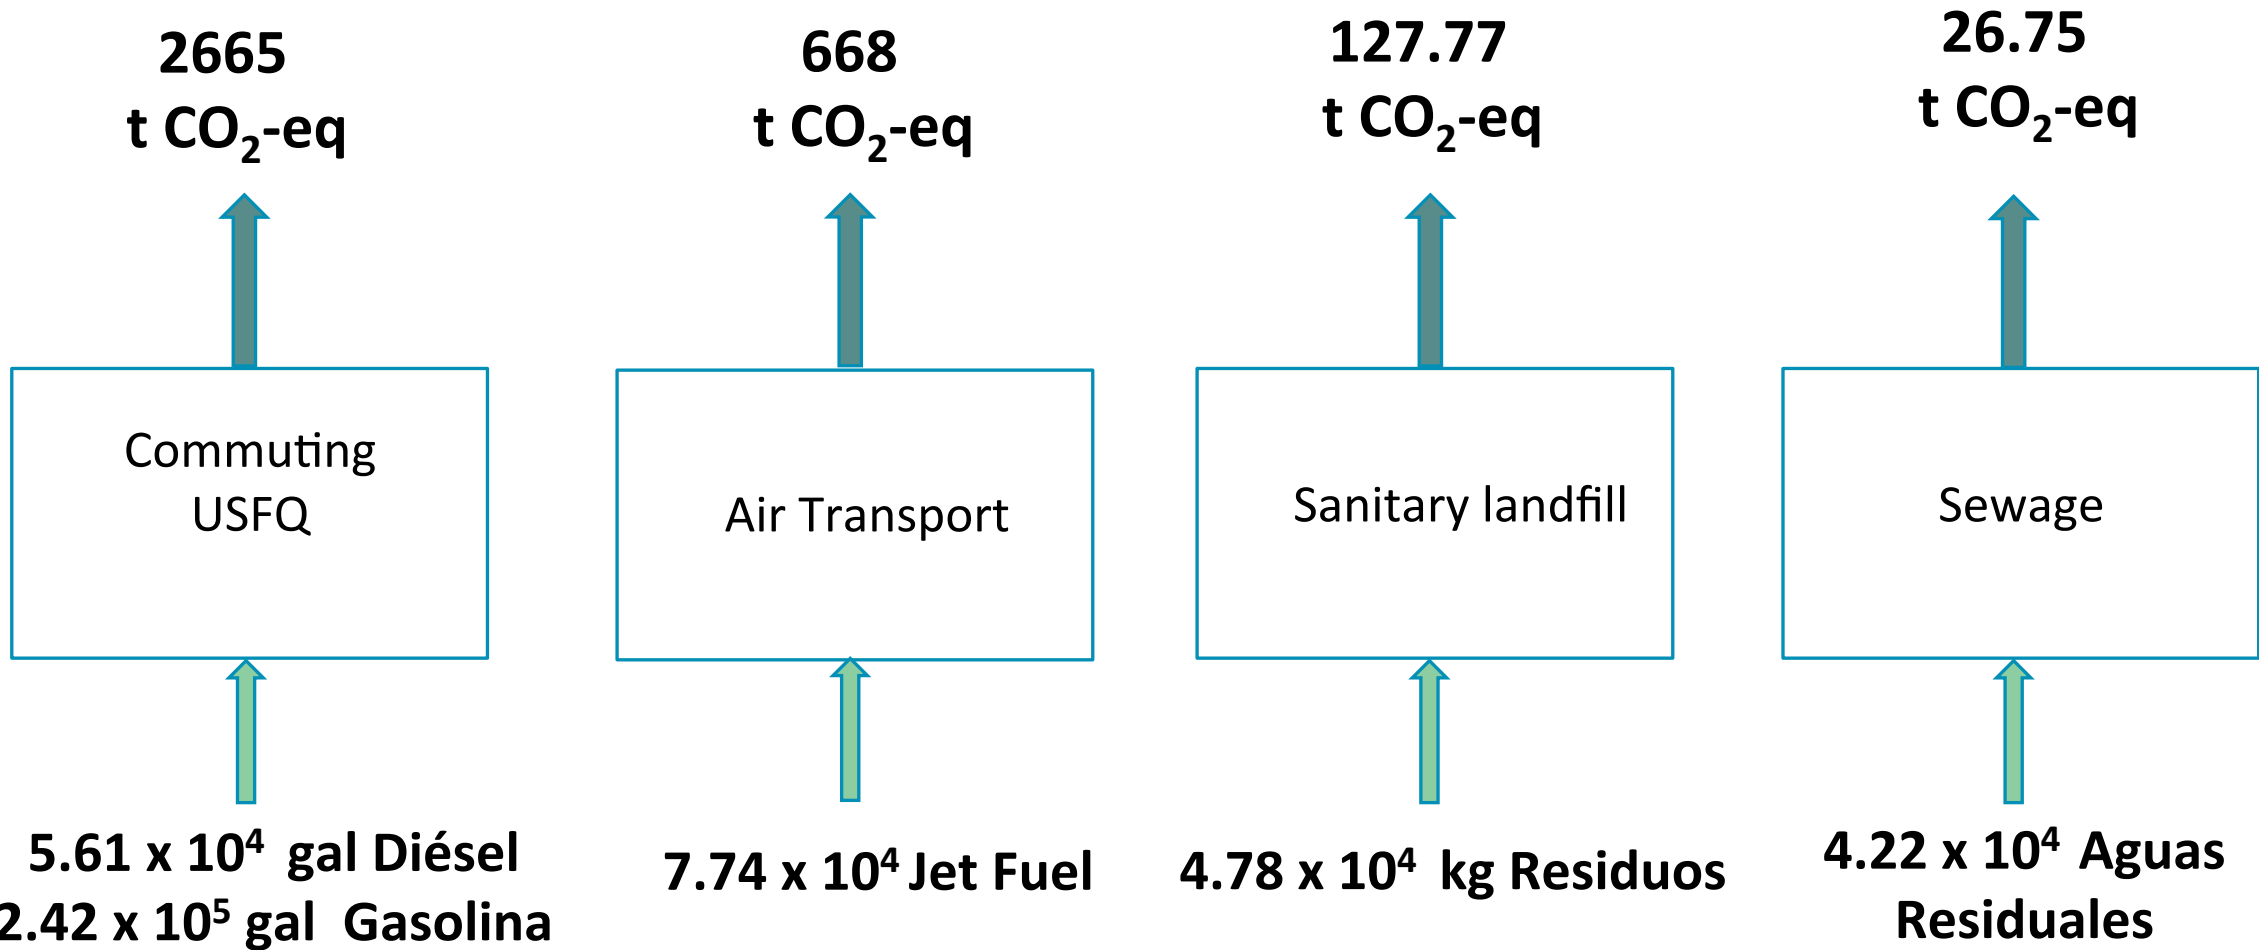 2665
t CO₂-eq
668
t CO₂-eq
127.77
t CO₂-eq
26.75
t CO₂-eq
Commuting
USFQ
Air Transport
Sanitary landfill
Sewage
5.61 x 10⁴ gal Diésel
2.42 x 10⁵ gal Gasolina
7.74 x 10⁴ Jet Fuel
4.78 x 10⁴ kg Residuos
4.22 x 10⁴ Aguas
Residuales